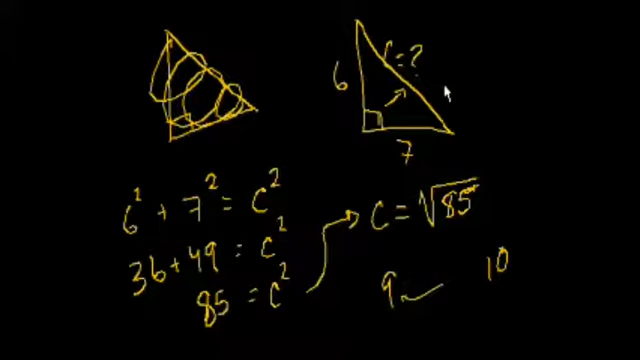 C = ?
6
7
6² + 7² = C²
36 + 49 = C²
85 = C²
C = √85
9
10